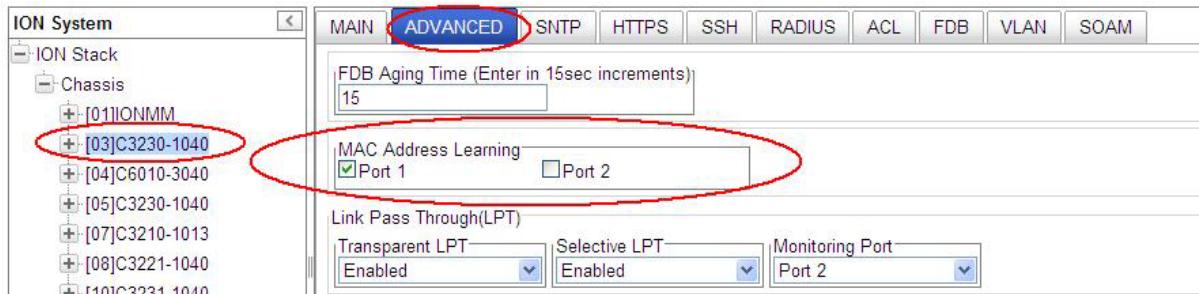 ION System <
ION Stack
Chassis
[01]IONMM
[03]C3230-1040
[04]C6010-3040
[05]C3230-1040
[07]C3210-1013
[08]C3221-1040
[10]C3231-1040
MAIN ADVANCED SNTP HTTPS SSH RADIUS ACL FDB VLAN SOAM
FDB Aging Time (Enter in 15sec increments)
15
MAC Address Learning
Port 1 Port 2
Link Pass Through(LPT)
Transparent LPT Selective LPT Monitoring Port
Enabled Enabled Port 2